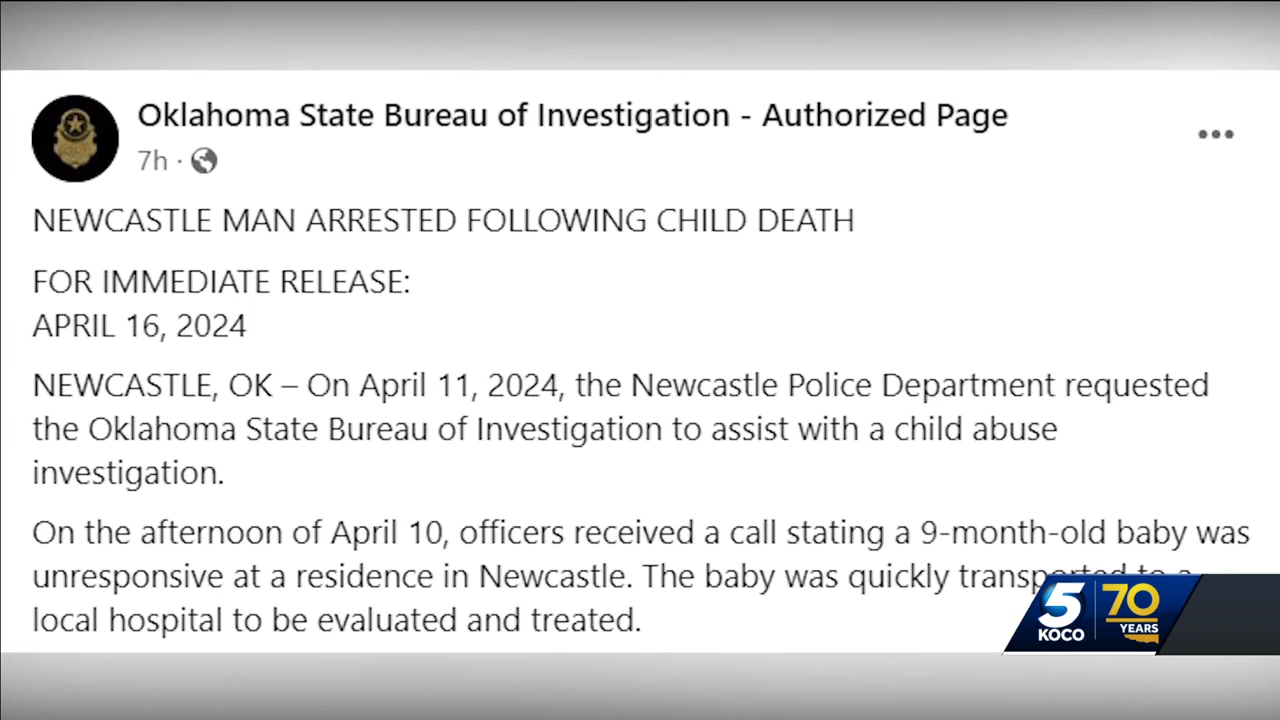 Oklahoma State Bureau of Investigation - Authorized Page
7h ·
NEWCASTLE MAN ARRESTED FOLLOWING CHILD DEATH
FOR IMMEDIATE RELEASE:
APRIL 16, 2024
NEWCASTLE, OK – On April 11, 2024, the Newcastle Police Department requested
the Oklahoma State Bureau of Investigation to assist with a child abuse
investigation.
On the afternoon of April 10, officers received a call stating a 9-month-old baby was
unresponsive at a residence in Newcastle. The baby was quickly transported to a
local hospital to be evaluated and treated.
5
KOCO
70
YEARS